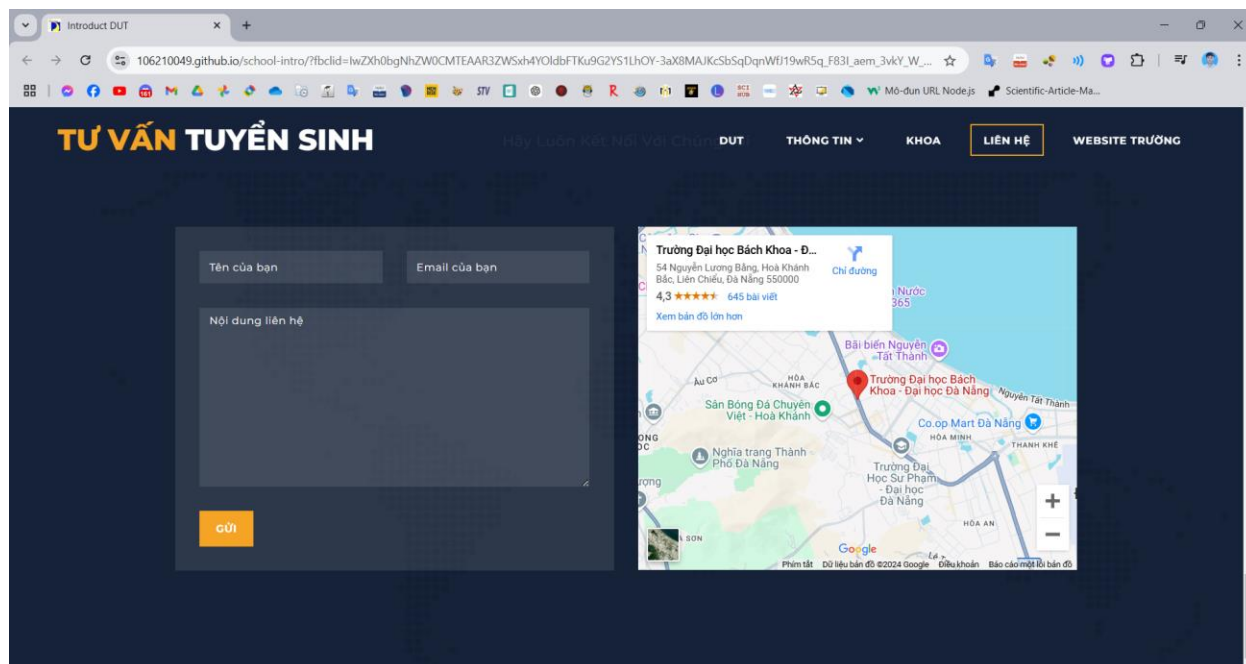 Introduct DUT
106210049.github.io/school-intro/?fbclid=IwZXh0bgNhZW0CMTEAAR3ZWSxh4YOldbFTKu9G2YS1LhOY-3aX8MAJKcSbSqDqnWfJ19wR5q_F83I_aem_3vkY_W_...
STV
Mô-đun URL Node.js
Scientific-Article-Ma...
TƯ VẤN TUYỂN SINH
Hãy Luôn Kết Nối Với Chúng
DUT
THÔNG TIN
KHOA
LIÊN HỆ
WEBSITE TRƯỜNG
Tên của bạn
Email của bạn
Nội dung liên hệ
GỬI
Trường Đại học Bách Khoa - Đ...
54 Nguyễn Lương Bằng, Hoà Khánh
Bắc, Liên Chiểu, Đà Nẵng 550000
4,3
645 bài viết
Xem bản đồ lớn hơn
Chỉ đường
Nước
365
Bãi biển Nguyễn
Tất Thành
Âu Cơ
HÒA
KHÁNH BẮC
Trường Đại học Bách
Khoa - Đại học Đà Nẵng
Nguyễn Tất Thành
Sân Bóng Đá Chuyên
Việt - Hoà Khánh
Co.op Mart Đà Nẵng
HÒA MINH
THANH KHÊ
Nghĩa trang Thành
Phố Đà Nẵng
Trường Đại
Học Sư Phạm
- Đại học
Đà Nẵng
HÒA AN
SƠN
Google
Phím tắt
Dữ liệu bản đồ ©2024 Google
Điều khoản
Báo cáo một lỗi bản đồ